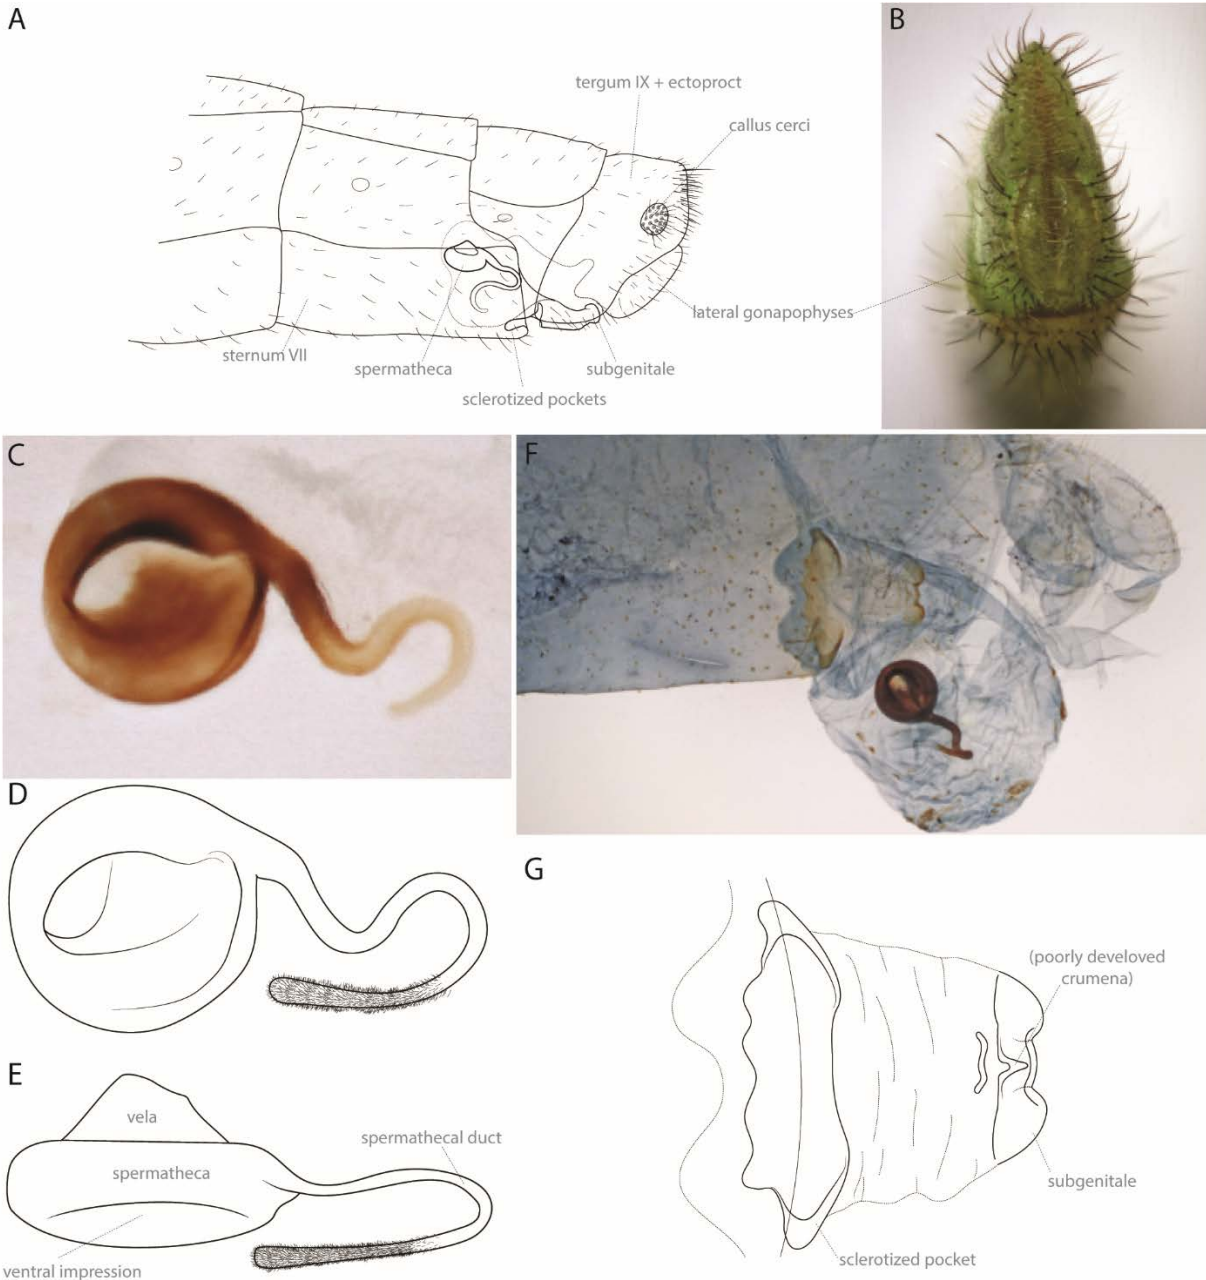 A
B
tergum IX + ectoproct
callus cerci
lateral gonapophyses
sternum VII
spermatheca
subgenitale
sclerotized pockets
C
F
D
G
(poorly develoved
crumena)
E
vela
spermathecal duct
spermatheca
subgenitale
sclerotized pocket
ventral impression